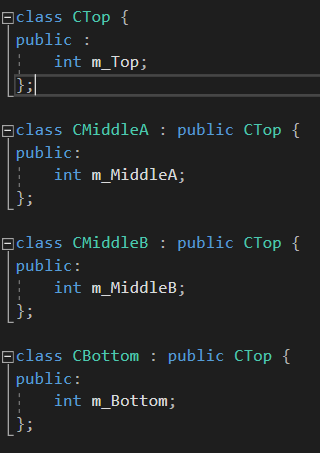 class CTop {
public :
    int m_Top;
};
class CMiddleA : public CTop {
public:
    int m_MiddleA;
};
class CMiddleB : public CTop {
public:
    int m_MiddleB;
};
class CBottom : public CTop {
public:
    int m_Bottom;
};